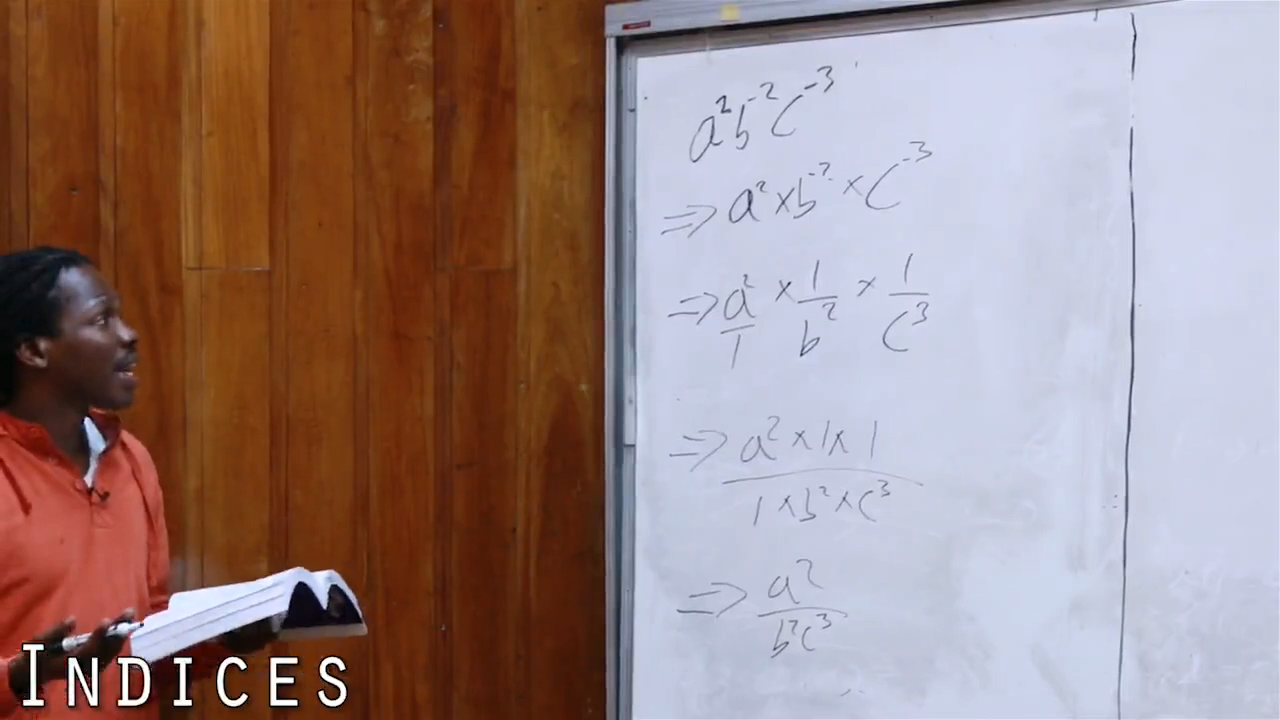 a²b⁻²c⁻³
⇒ a² × b⁻² × c⁻³
⇒ a²/1 × 1/b² × 1/c³
⇒ a² × 1 × 1 / 1 × b² × c³
⇒ a²/b²c³
INDICES